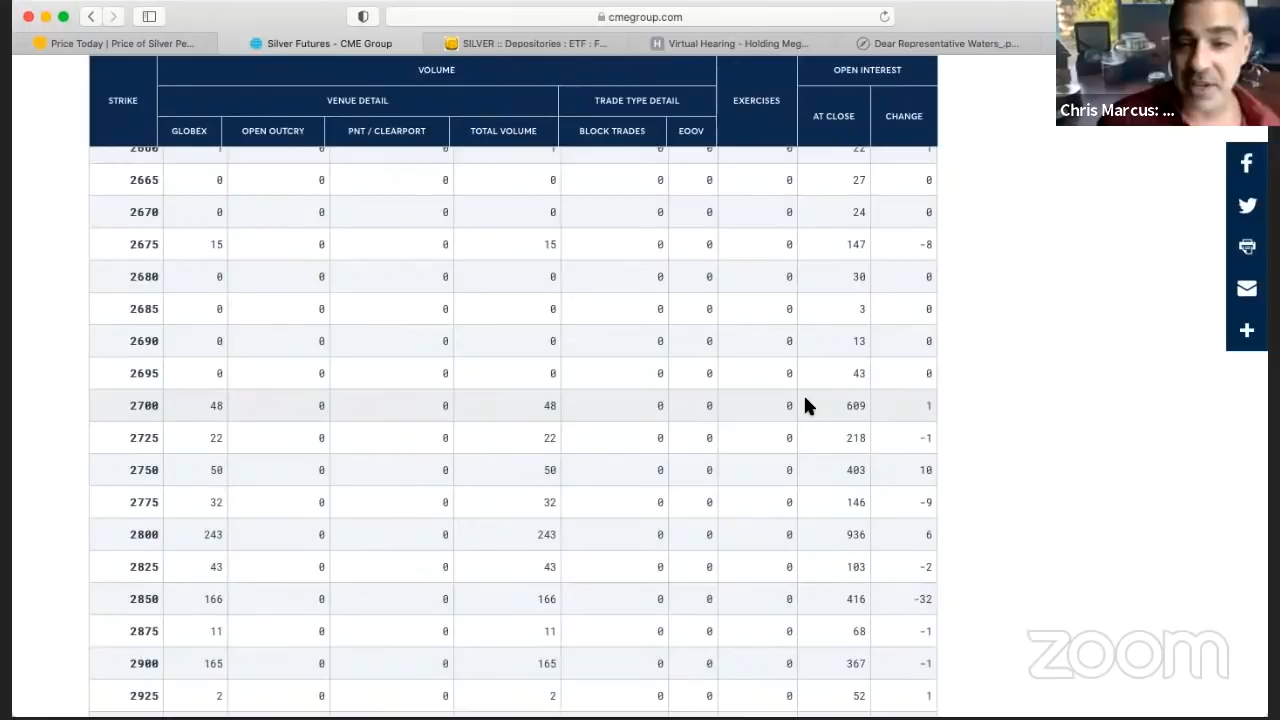 cmegroup.com
Price Today | Price of Silver Pe...
Silver Futures - CME Group
SILVER :: Depositories : ETF : F...
H Virtual Hearing - Holding Meg...
Dear Representative Waters_.p...
Chris Marcus: ...
STRIKE VOLUME EXERCISES OPEN INTEREST
VENUE DETAIL TRADE TYPE DETAIL AT CLOSE CHANGE
GLOBEX OPEN OUTCRY PNT / CLEARPORT TOTAL VOLUME BLOCK TRADES EOOV
2660 1 0 0 1 0 0 0 22 1
2665 0 0 0 0 0 0 0 27 0
2670 0 0 0 0 0 0 0 24 0
2675 15 0 0 15 0 0 0 147 -8
2680 0 0 0 0 0 0 0 30 0
2685 0 0 0 0 0 0 0 3 0
2690 0 0 0 0 0 0 0 13 0
2695 0 0 0 0 0 0 0 43 0
2700 48 0 0 48 0 0 0 609 1
2725 22 0 0 22 0 0 0 218 -1
2750 50 0 0 50 0 0 0 403 10
2775 32 0 0 32 0 0 0 146 -9
2800 243 0 0 243 0 0 0 936 6
2825 43 0 0 43 0 0 0 103 -2
2850 166 0 0 166 0 0 0 416 -32
2875 11 0 0 11 0 0 0 68 -1
2900 165 0 0 165 0 0 0 367 -1
2925 2 0 0 2 0 0 0 52 1
zoom